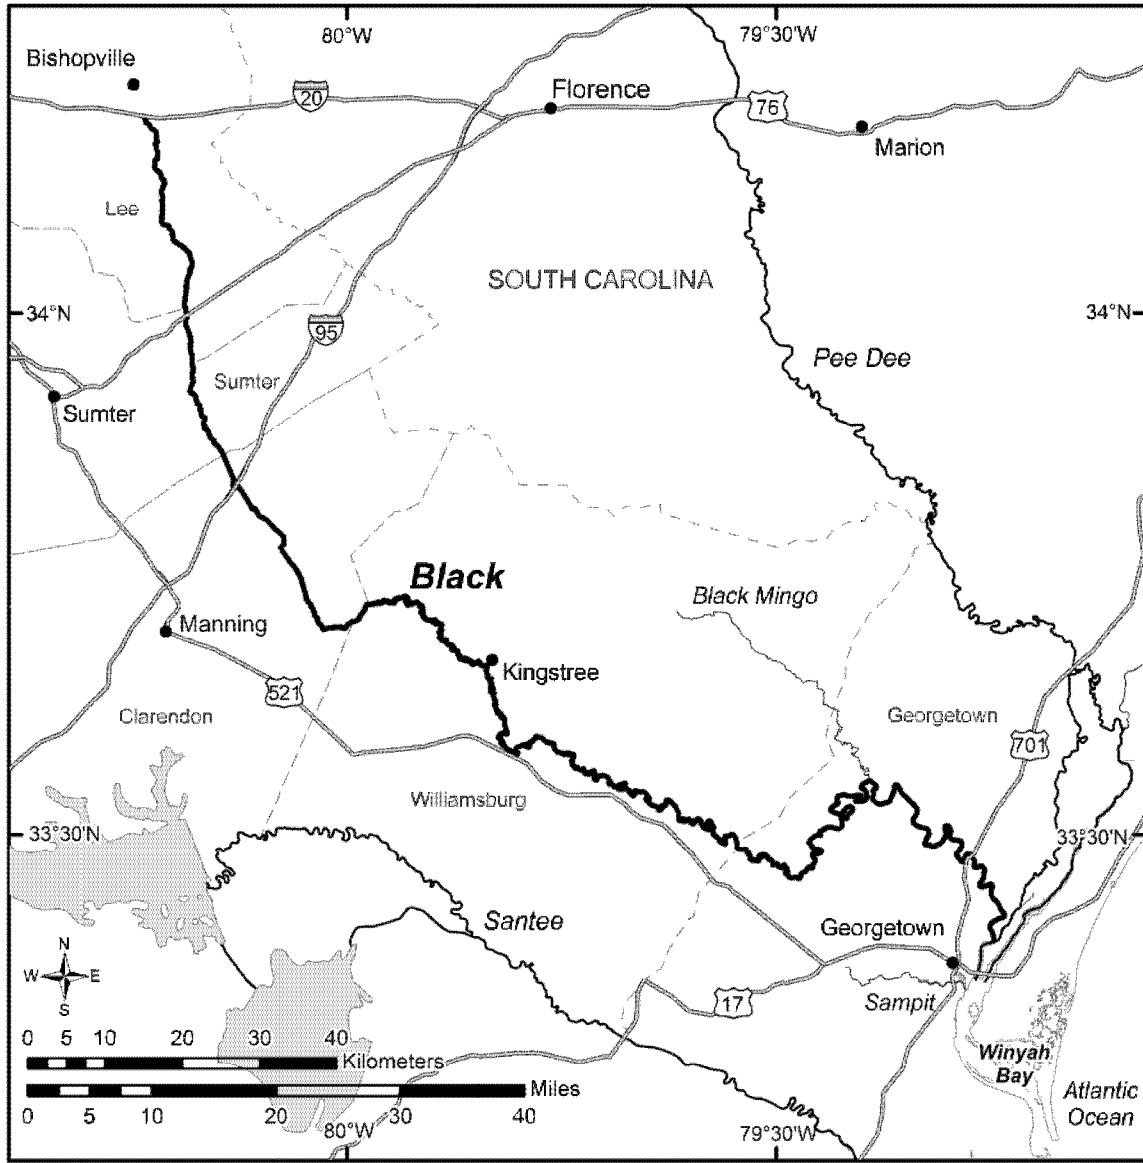 80°W
79°30'W
Bishopville
20
Florence
76
Marion
Lee
SOUTH CAROLINA
34°N
34°N
95
Pee Dee
Sumter
Sumter
Black
Black Mingo
Manning
Kingstree
521
Clarendon
Georgetown
701
Williamsburg
33°30'N
33°30'N
Santee
Georgetown
N
W E
S
17
Sampit
0 5 10 20 30 40
Kilometers
Winyah
Bay
Miles
0 5 10 20 30 40
Atlantic
Ocean
80°W
79°30'W